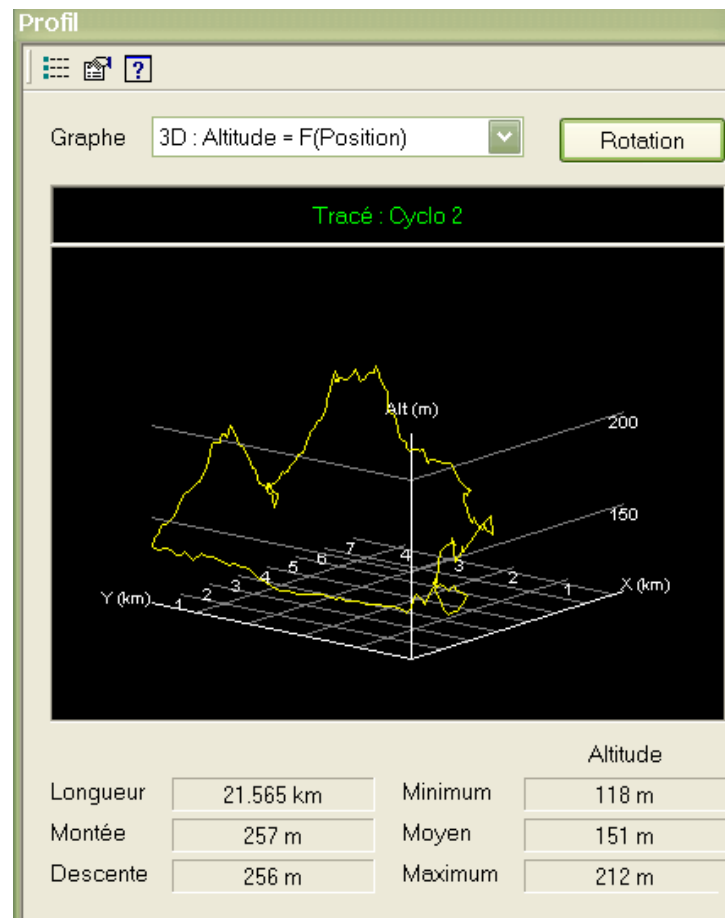 Profil
?
Graphe 3D : Altitude = F(Position) Rotation
Tracé : Cyclo 2
Alt (m)
200
150
7
6
5
4
3
2
1
Y (km)
4
3
2
1
X (km)
Altitude
Longueur 21.565 km Minimum 118 m
Montée 257 m Moyen 151 m
Descente 256 m Maximum 212 m